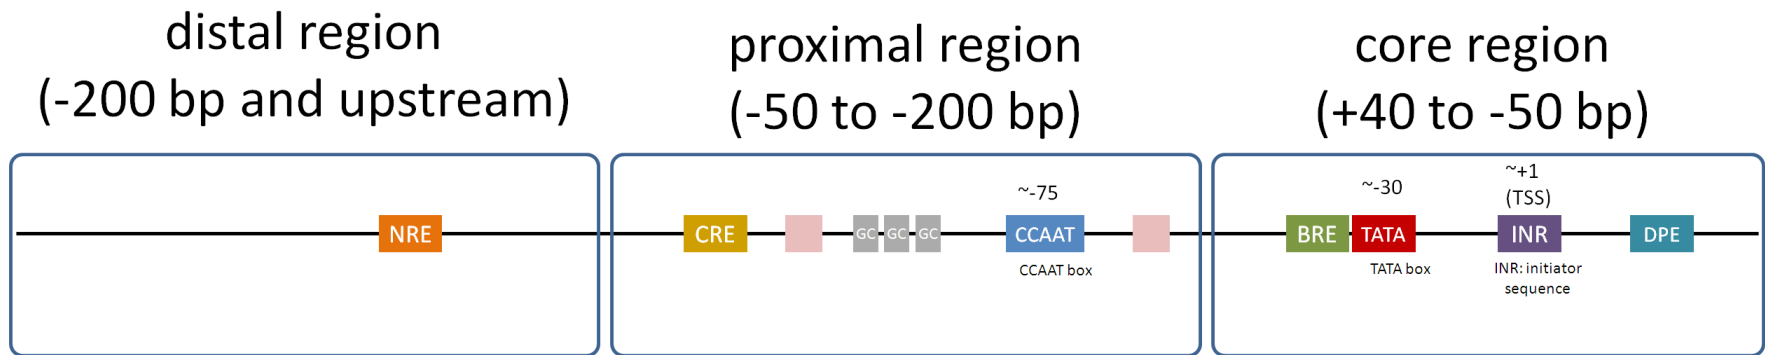 distal region
(-200 bp and upstream)
proximal region
(-50 to -200 bp)
core region
(+40 to -50 bp)
NRE
CRE
GC
GC
GC
~-75
CCAAT
CCAAT box
BRE
~-30
TATA
TATA box
~+1
(TSS)
INR
INR: initiator
sequence
DPE